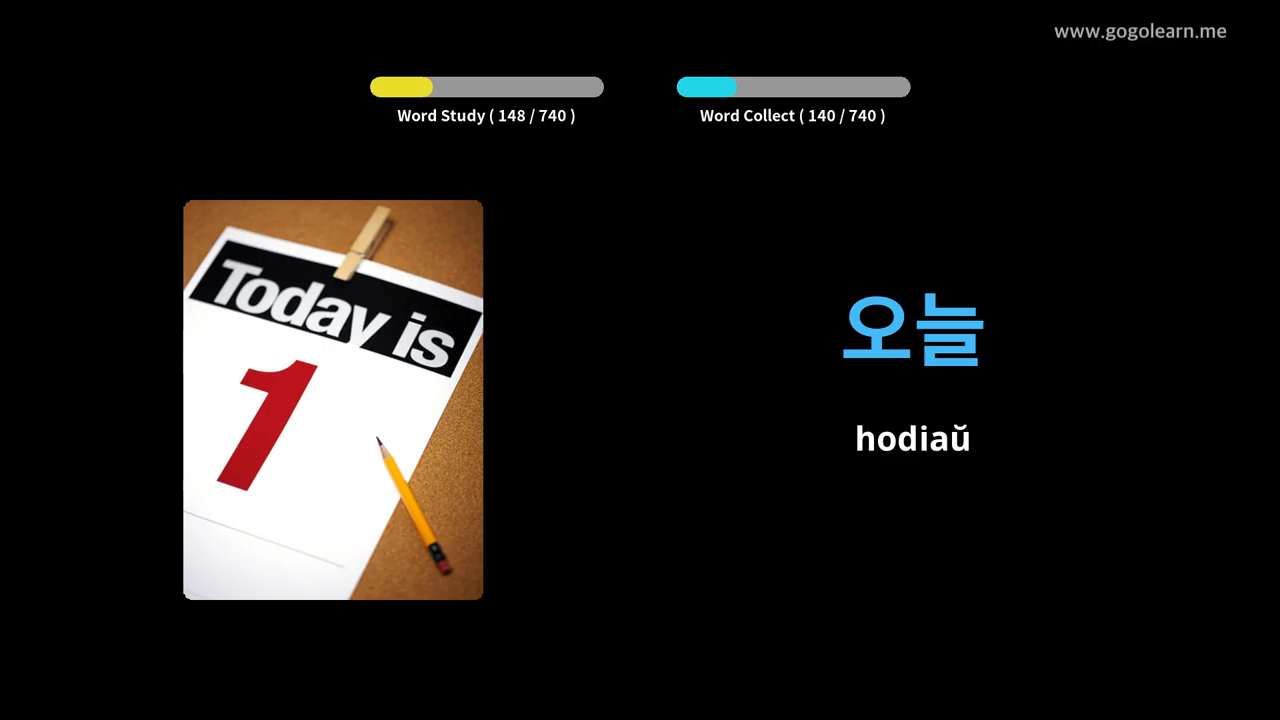 www.gogolearn.me
Word Study ( 148 / 740 )
Word Collect ( 140 / 740 )
Today is
1
오늘
hodiaŭ